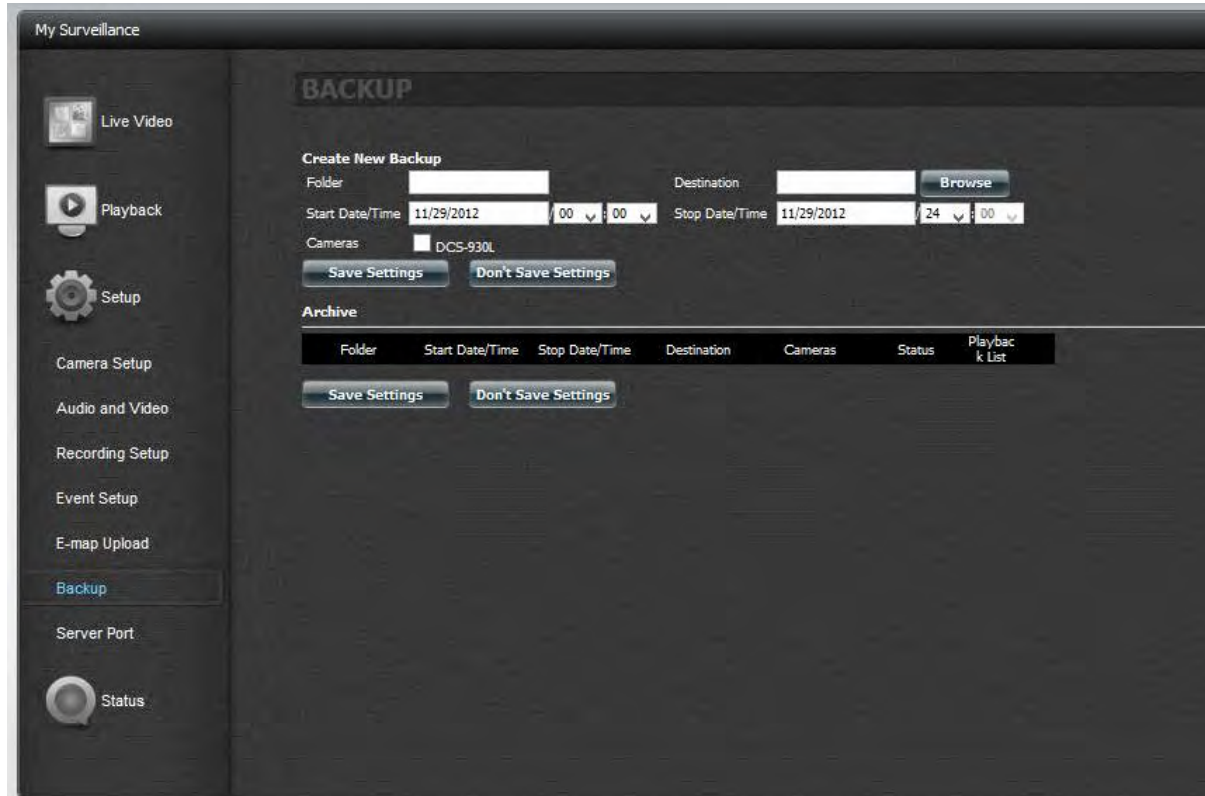 My Surveillance
Live Video
Playback
Setup
Camera Setup
Audio and Video
Recording Setup
Event Setup
E-map Upload
Backup
Server Port
Status
BACKUP
Create New Backup
Folder Destination Browse
Start Date/Time 11/29/2012 / 00 : 00 Stop Date/Time 11/29/2012 / 24 : 00
Cameras DCS-930L
Save Settings Don't Save Settings
Archive
Folder Start Date/Time Stop Date/Time Destination Cameras Status Playbac
k List
Save Settings Don't Save Settings